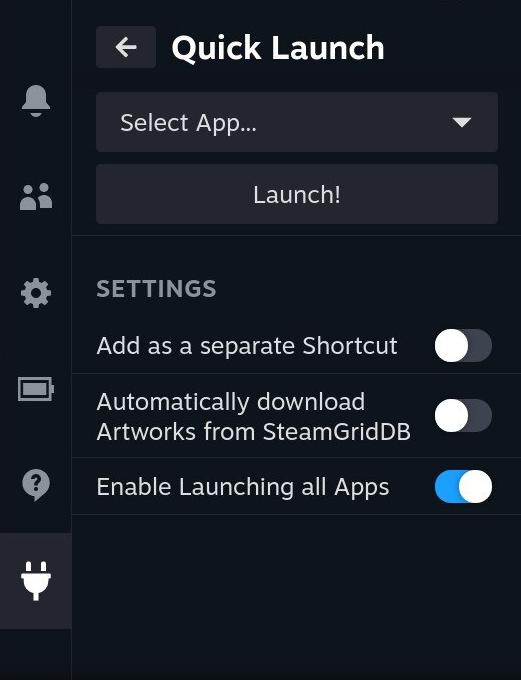 Quick Launch
Select App...
Launch!
SETTINGS
Add as a separate Shortcut
Automatically download
Artworks from SteamGridDB
Enable Launching all Apps